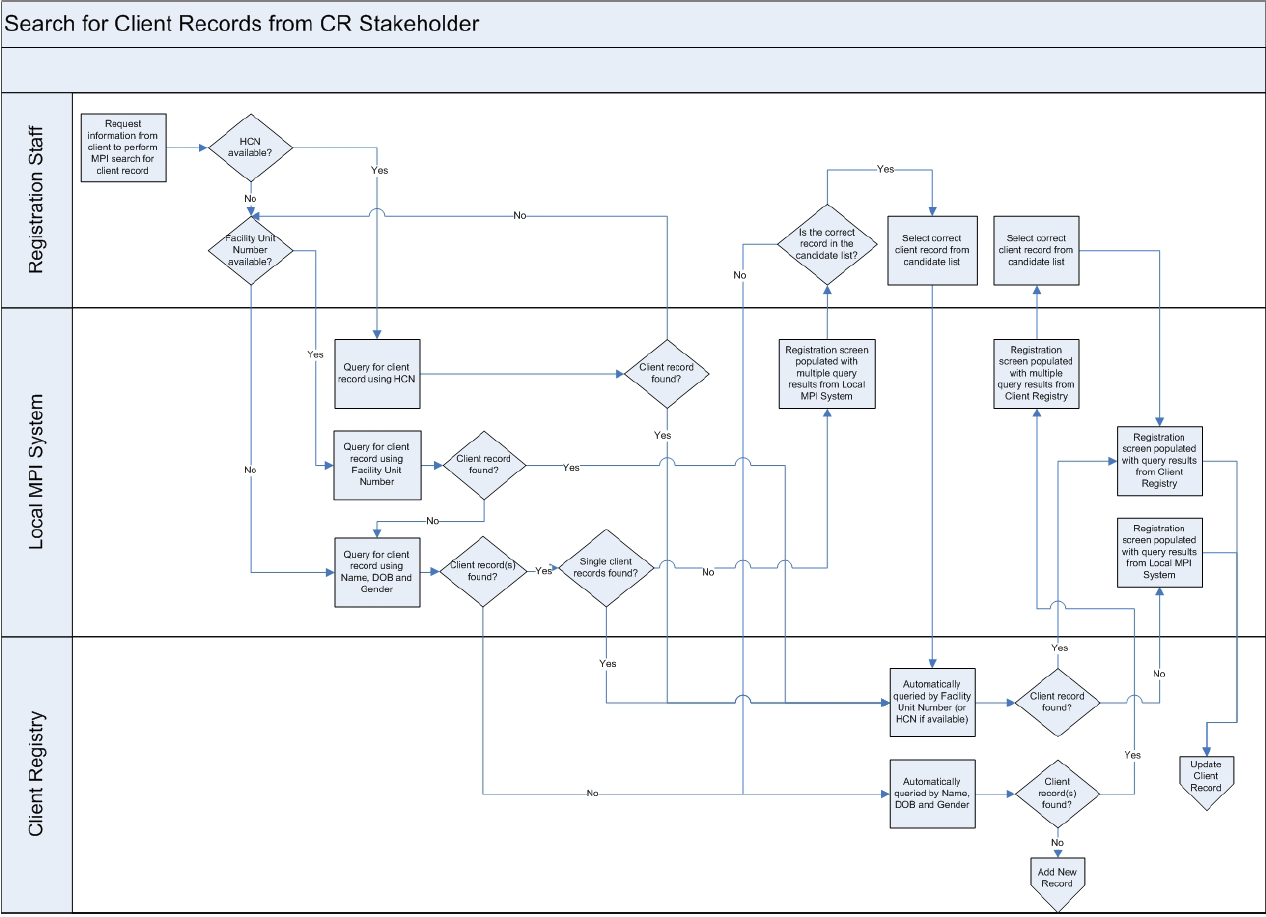 Search for Client Records from CR Stakeholder
Registration Staff
Request
information from
client to perform
MPI search for
client record
HCN
available?
Yes
No
Facility Unit
Number
available?
No
Yes
No
Is the correct
record in the
candidate list?
Yes
No
Select correct
client record from
candidate list
Select correct
client record from
candidate list
Local MPI System
Query for client
record using HCN
Client record
found?
Yes
Registration screen
populated with
multiple query
results from Local
MPI System
Registration
screen populated
with multiple
query results from
Client Registry
Query for client
record using
Facility Unit
Number
Client record
found?
Yes
No
Registration
screen populated
with query results
from Client
Registry
Query for client
record using
Name, DOB and
Gender
Client record(s)
found?
Yes
Single client
records found?
No
Registration
screen populated
with query results
from Local MPI
System
Client Registry
Yes
Automatically
queried by Facility
Unit Number (or
HCN if available)
Client record
found?
Yes
No
No
Automatically
queried by Name,
DOB and Gender
Client
record(s)
found?
Yes
No
Update
Client
Record
Add New
Record